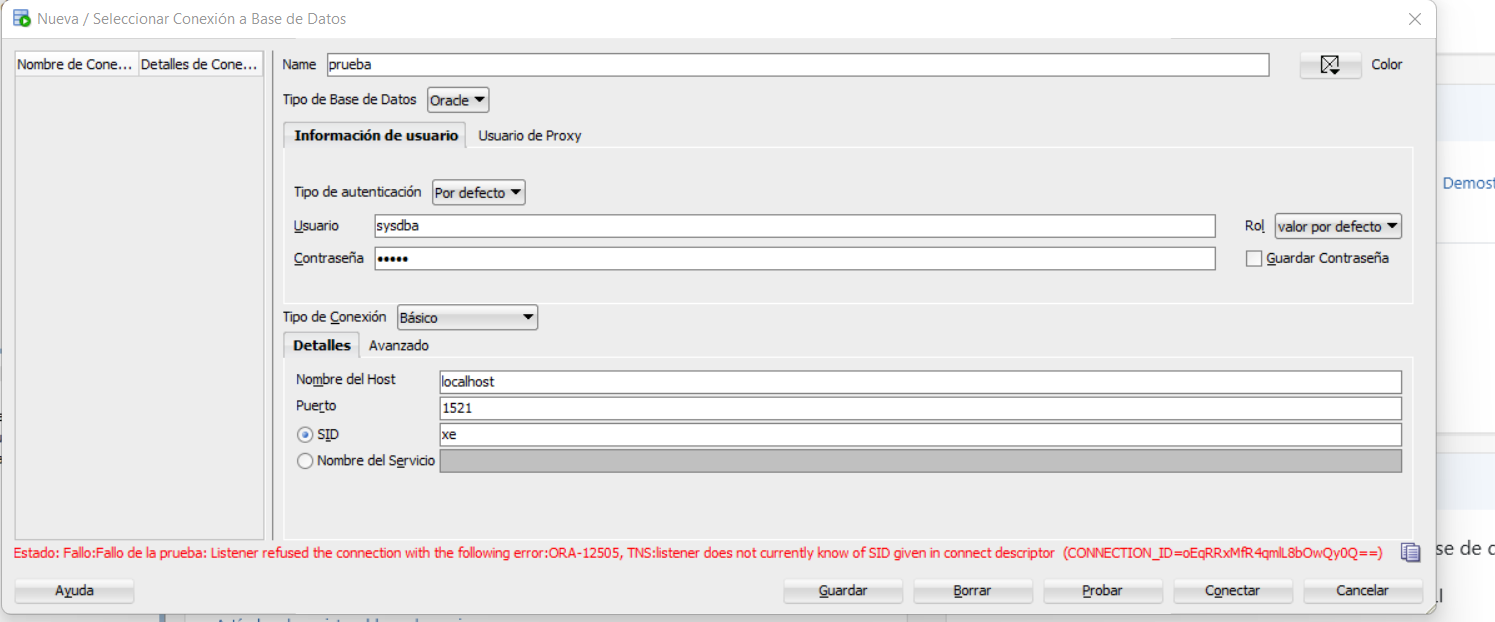 Nueva / Seleccionar Conexión a Base de Datos
Nombre de Cone... Detalles de Cone...
Name prueba Color
Tipo de Base de Datos Oracle
Información de usuario Usuario de Proxy
Demost
Tipo de autenticación Por defecto
Usuario sysdba Rol valor por defecto
Contraseña ••••• Guardar Contraseña
Tipo de Conexión Básico
Detalles Avanzado
Nombre del Host localhost
Puerto 1521
SID xe
Nombre del Servicio
Estado: Fallo:Fallo de la prueba: Listener refused the connection with the following error:ORA-12505, TNS:listener does not currently know of SID given in connect descriptor (CONNECTION_ID=oEqRRxMfR4qmlL8bOwQy0Q==)
se de d
Ayuda Guardar Borrar Probar Conectar Cancelar